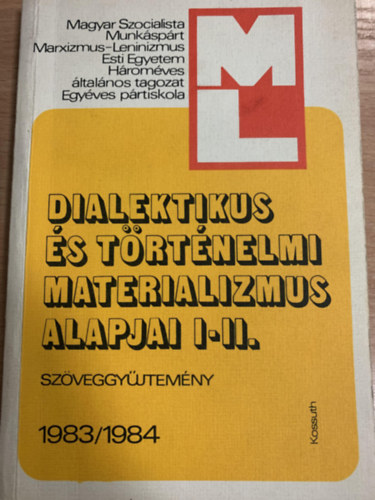 Magyar Szocialista
Munkáspárt
Marxizmus-Leninizmus
Esti Egyetem
Hároméves
általános tagozat
Egyéves pártiskola
ML
DIALEKTIKUS
ÉS TÖRTÉNELMI
MATERIALIZMUS
ALAPJAI I-II.
SZÖVEGGYŰJTEMÉNY
1983/1984
Kossuth